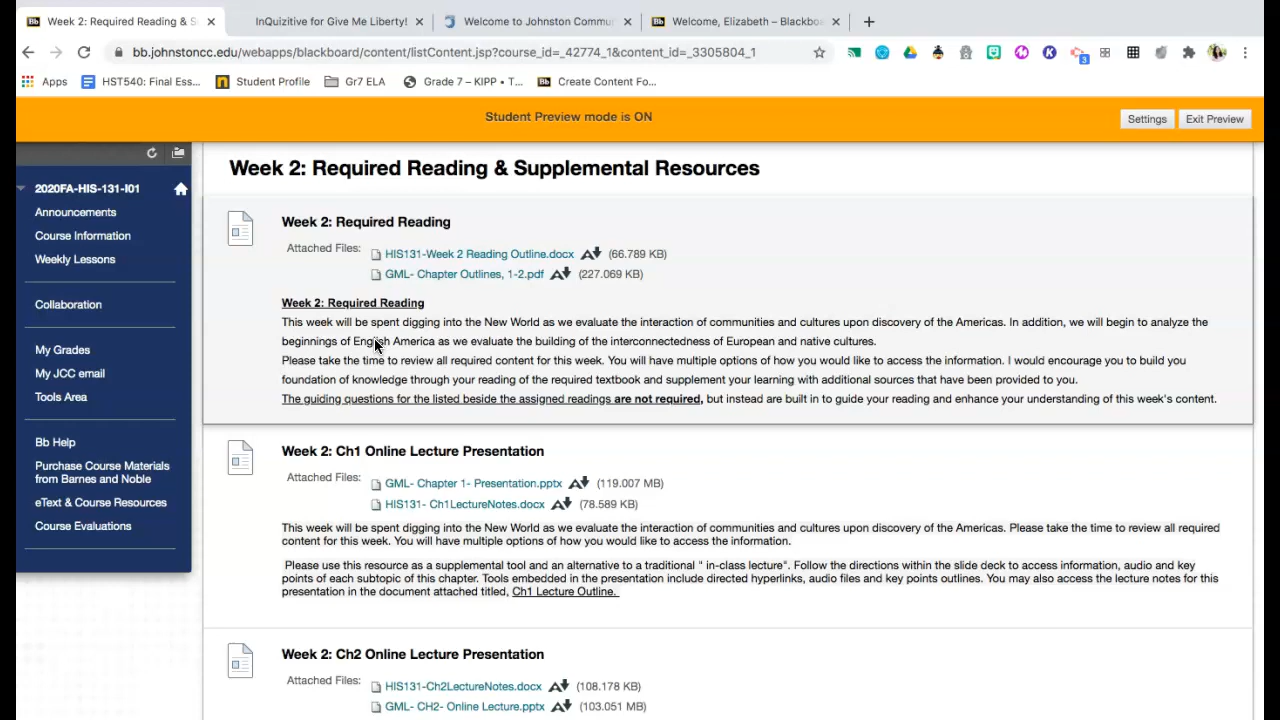 Week 2: Required Reading & S
InQuizitive for Give Me Liberty!
Welcome to Johnston Commu
Welcome, Elizabeth – Blackboa
bb.johnstoncc.edu/webapps/blackboard/content/listContent.jsp?course_id=_42774_1&content_id=_3305804_1
3
Apps
HST540: Final Ess...
Student Profile
Gr7 ELA
Grade 7 – KIPP • T...
Create Content Fo...
Student Preview mode is ON
Settings
Exit Preview
2020FA-HIS-131-I01
Announcements
Course Information
Weekly Lessons
Collaboration
My Grades
My JCC email
Tools Area
Bb Help
Purchase Course Materials
from Barnes and Noble
eText & Course Resources
Course Evaluations
Week 2: Required Reading & Supplemental Resources
Week 2: Required Reading
Attached Files: HIS131-Week 2 Reading Outline.docx (66.789 KB)
GML- Chapter Outlines, 1-2.pdf (227.069 KB)
Week 2: Required Reading
This week will be spent digging into the New World as we evaluate the interaction of communities and cultures upon discovery of the Americas. In addition, we will begin to analyze the
beginnings of English America as we evaluate the building of the interconnectedness of European and native cultures.
Please take the time to review all required content for this week. You will have multiple options of how you would like to access the information. I would encourage you to build you
foundation of knowledge through your reading of the required textbook and supplement your learning with additional sources that have been provided to you.
The guiding questions for the listed beside the assigned readings are not required, but instead are built in to guide your reading and enhance your understanding of this week's content.
Week 2: Ch1 Online Lecture Presentation
Attached Files: GML- Chapter 1- Presentation.pptx (119.007 MB)
HIS131- Ch1LectureNotes.docx (78.589 KB)
This week will be spent digging into the New World as we evaluate the interaction of communities and cultures upon discovery of the Americas. Please take the time to review all required
content for this week. You will have multiple options of how you would like to access the information.
Please use this resource as a supplemental tool and an alternative to a traditional " in-class lecture". Follow the directions within the slide deck to access information, audio and key
points of each subtopic of this chapter. Tools embedded in the presentation include directed hyperlinks, audio files and key points outlines. You may also access the lecture notes for this
presentation in the document attached titled, Ch1 Lecture Outline.
Week 2: Ch2 Online Lecture Presentation
Attached Files: HIS131-Ch2LectureNotes.docx (108.178 KB)
GML- CH2- Online Lecture.pptx (103.051 MB)